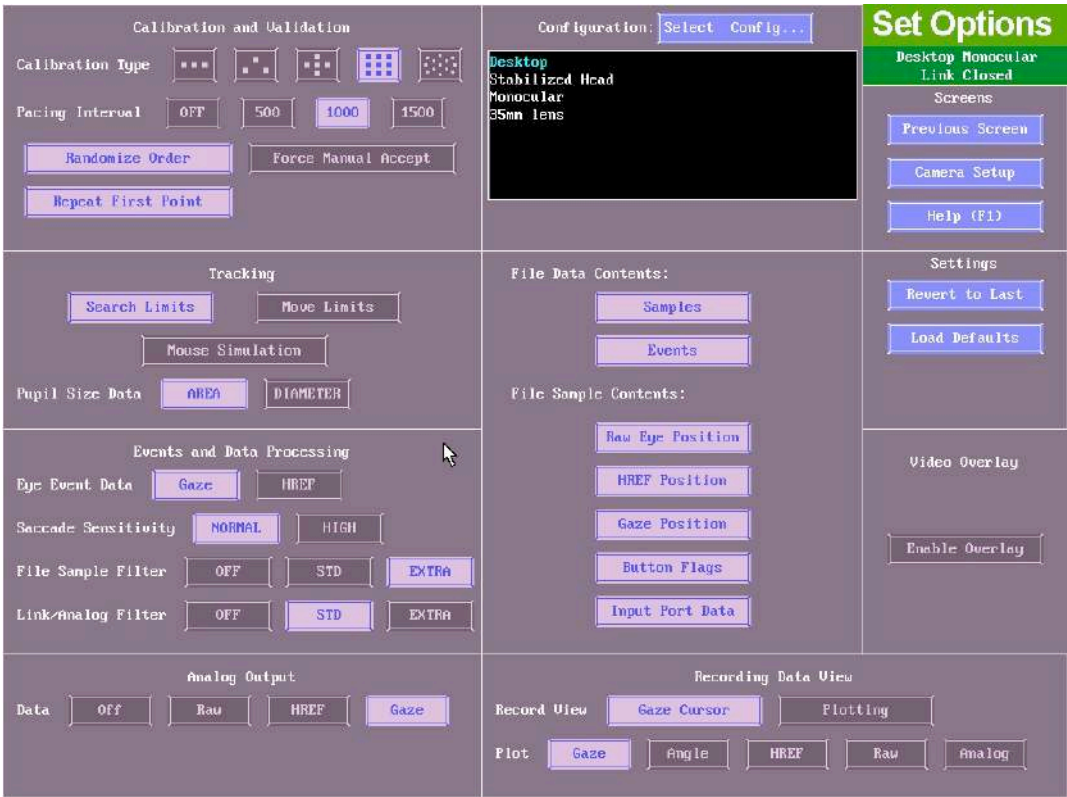 Calibration and Validation
Calibration Type
Pacing Interval OFF 500 1000 1500
Randomize Order Force Manual Accept
Repeat First Point
Configuration: Select Config...
Desktop
Stabilized Head
Monocular
35mm lens
Set Options
Desktop Monocular
Link Closed
Screens
Previous Screen
Camera Setup
Help (F1)
Tracking
Search Limits Move Limits
Mouse Simulation
Pupil Size Data AREA DIAMETER
File Data Contents:
Samples
Events
File Sample Contents:
Raw Eye Position
HREF Position
Gaze Position
Button Flags
Input Port Data
Settings
Revert to Last
Load Defaults
Events and Data Processing
Eye Event Data Gaze HREF
Saccade Sensitivity NORMAL HIGH
File Sample Filter OFF STD EXTRA
Link/Analog Filter OFF STD EXTRA
Video Overlay
Enable Overlay
Analog Output
Data Off Raw HREF Gaze
Recording Data View
Record View Gaze Cursor Plotting
Plot Gaze Angle HREF Raw Analog